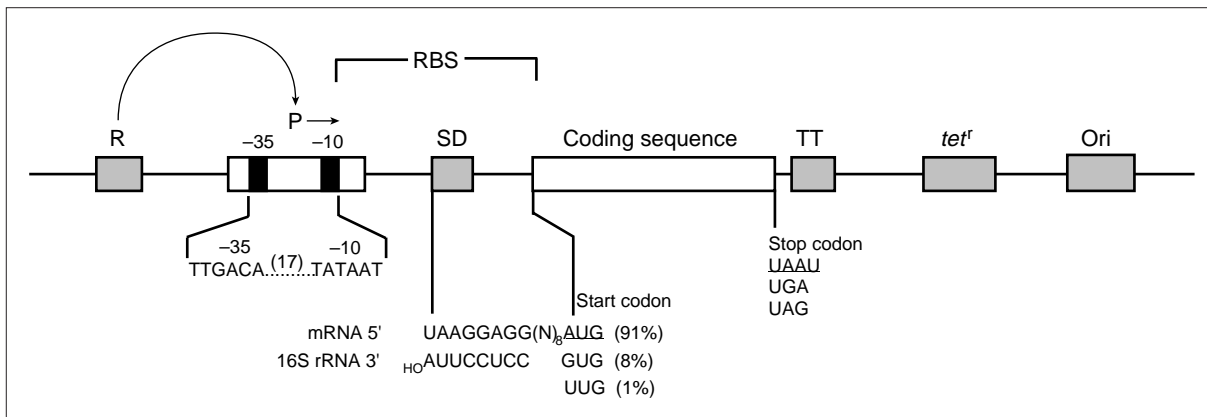 RBS
P
R –35 –10 SD Coding sequence TT tetʳ Ori
–35 –10
TTGACA.........(17).........TATAAT
Stop codon
UAAU
UGA
UAG
Start codon
mRNA 5' UAAGGAGG(N)₈AUG (91%)
16S rRNA 3' HOAUUCCUCC GUG (8%)
UUG (1%)